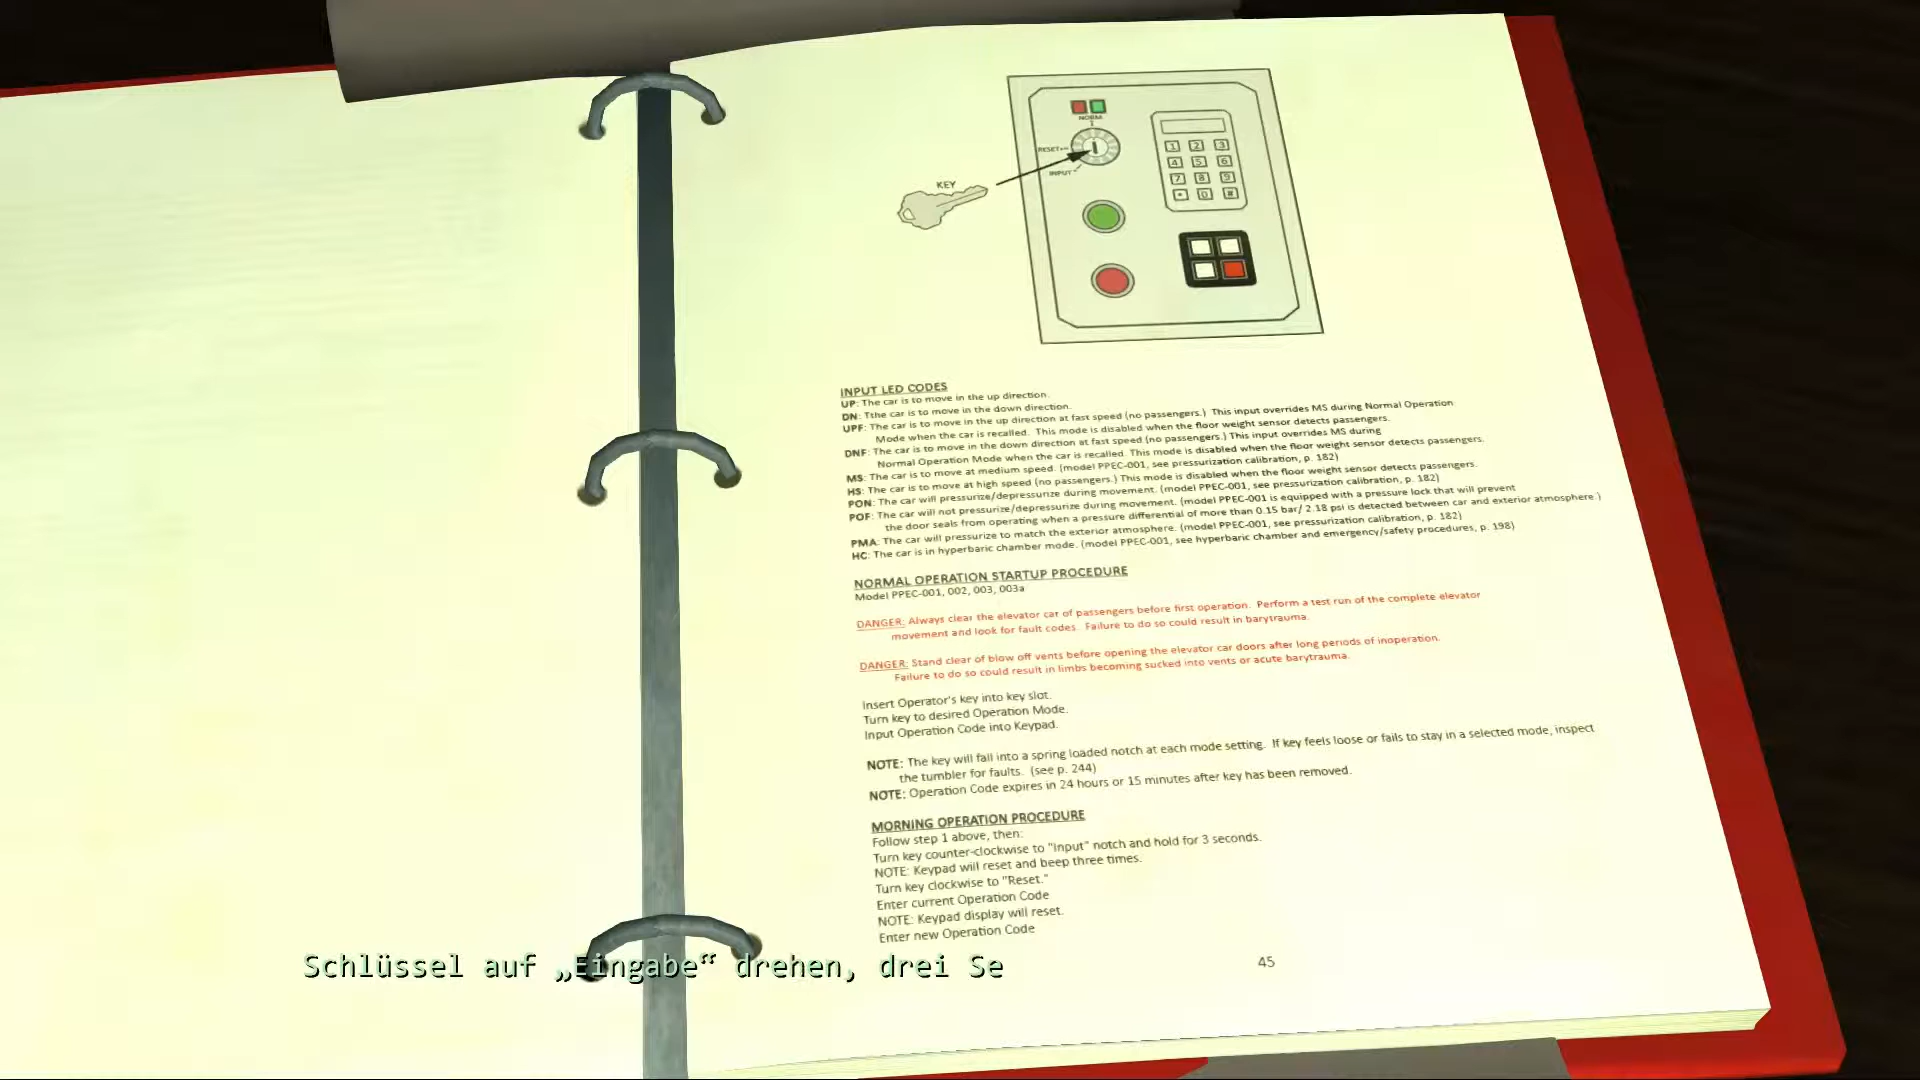 NORM
I
RESET
INPUT
KEY
1 2 3
4 5 6
7 8 9
* 0 #
INPUT LED CODES
UP: The car is to move in the up direction.
DN: Tthe car is to move in the down direction.
UPF: The car is to move in the up direction at fast speed (no passengers.) This input overrides MS during Normal Operation
Mode when the car is recalled. This mode is disabled when the floor weight sensor detects passengers.
DNF: The car is to move in the down direction at fast speed (no passengers.) This input overrides MS during
Normal Operation Mode when the car is recalled. This mode is disabled when the floor weight sensor detects passengers.
MS: The car is to move at medium speed. (model PPEC-001, see pressurization calibration, p. 182)
HS: The car is to move at high speed (no passengers.) This mode is disabled when the floor weight sensor detects passengers.
PON: The car will pressurize/depressurize during movement. (model PPEC-001, see pressurization calibration, p. 182)
POF: The car will not pressurize/depressurize during movement. (model PPEC-001 is equipped with a pressure lock that will prevent
the door seals from operating when a pressure differential of more than 0.15 bar/ 2.18 psi is detected between car and exterior atmosphere.)
PMA: The car will pressurize to match the exterior atmosphere. (model PPEC-001, see pressurization calibration, p. 182)
HC: The car is in hyperbaric chamber mode. (model PPEC-001, see hyperbaric chamber and emergency/safety procedures, p. 198)
NORMAL OPERATION STARTUP PROCEDURE
Model PPEC-001, 002, 003, 003a
DANGER: Always clear the elevator car of passengers before first operation. Perform a test run of the complete elevator
movement and look for fault codes. Failure to do so could result in barytrauma.
DANGER: Stand clear of blow off vents before opening the elevator car doors after long periods of inoperation.
Failure to do so could result in limbs becoming sucked into vents or acute barytrauma.
Insert Operator's key into key slot.
Turn key to desired Operation Mode.
Input Operation Code into Keypad.
NOTE: The key will fall into a spring loaded notch at each mode setting. If key feels loose or fails to stay in a selected mode, inspect
the tumbler for faults. (see p. 244)
NOTE: Operation Code expires in 24 hours or 15 minutes after key has been removed.
MORNING OPERATION PROCEDURE
Follow step 1 above, then:
Turn key counter-clockwise to "Input" notch and hold for 3 seconds.
NOTE: Keypad will reset and beep three times.
Turn key clockwise to "Reset."
Enter current Operation Code
NOTE: Keypad display will reset.
Enter new Operation Code
45
Schlüssel auf „Eingabe“ drehen, drei Se